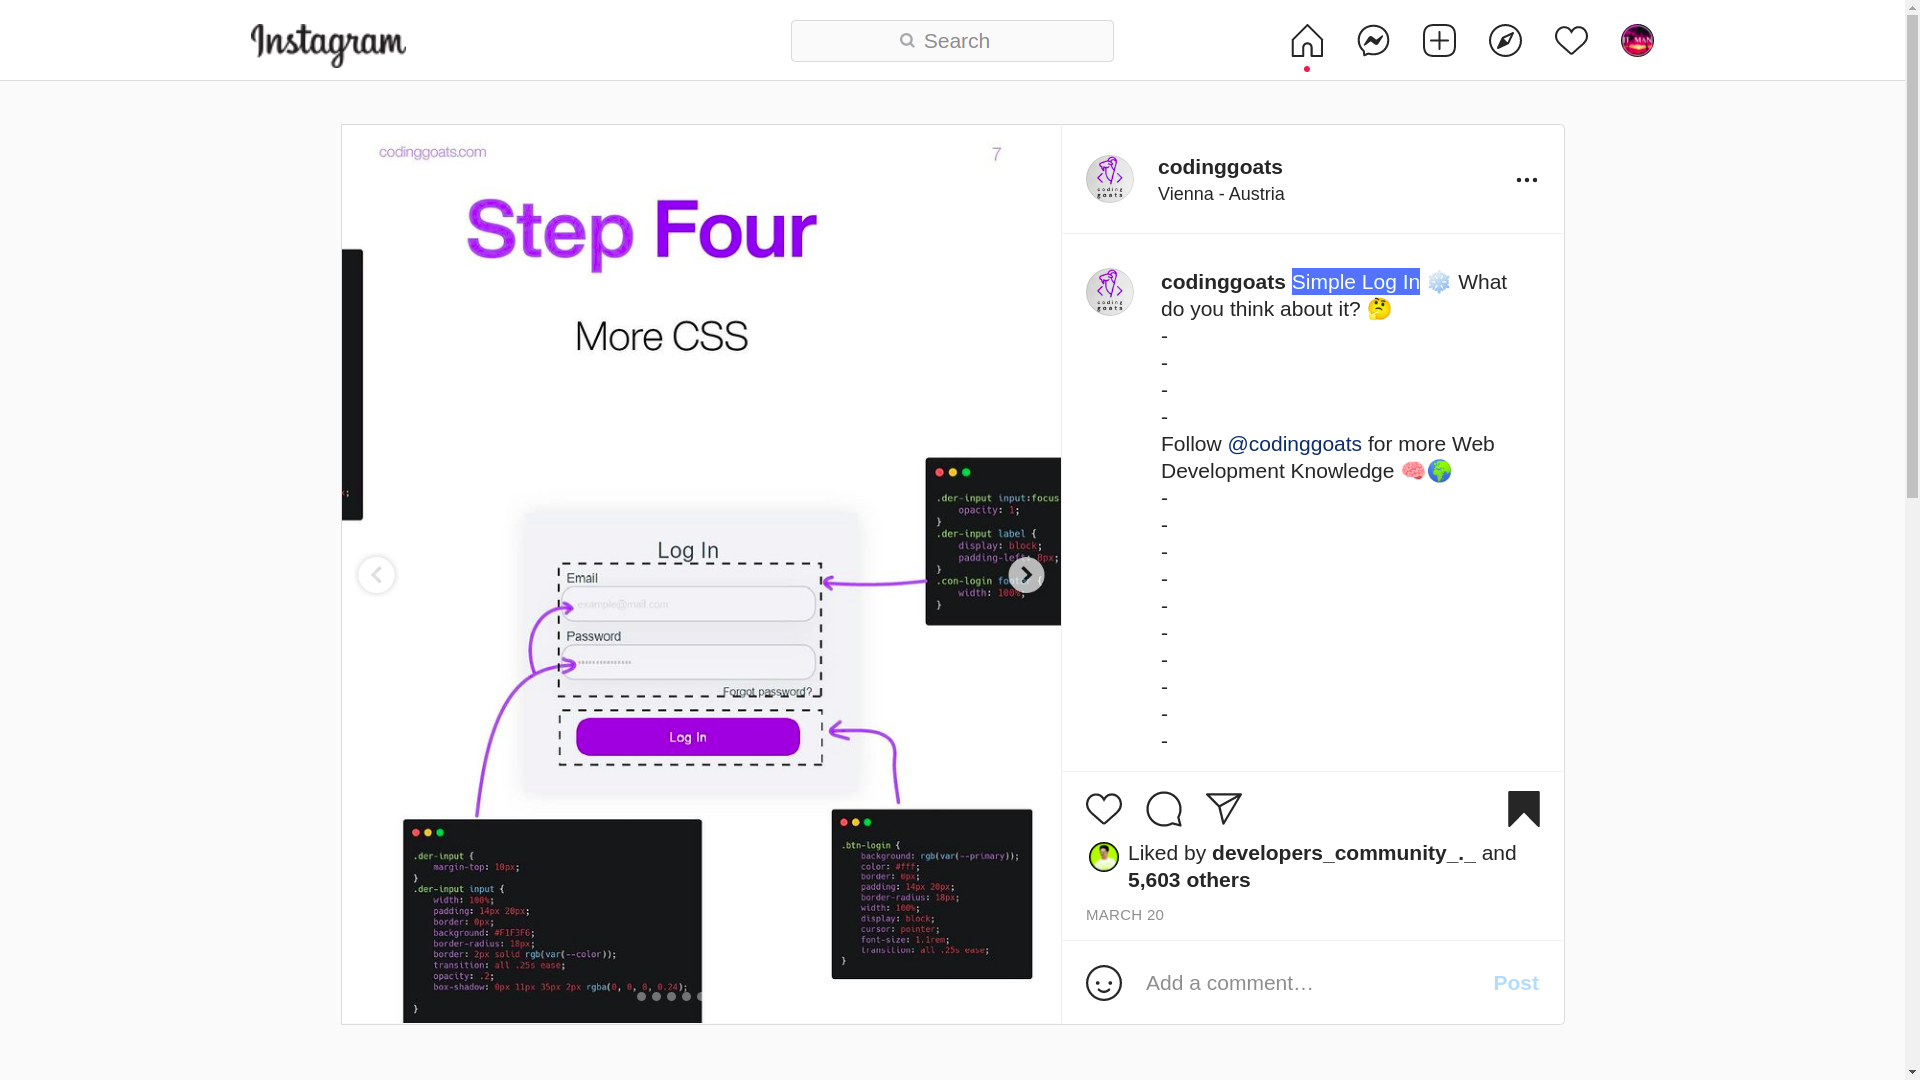 Instagram
Search
codinggoats.com
7
Step Four
More CSS
x;
Log In
Email
example@mail.com
Password
Forgot password?
Log In
.der-input input:focus
opacity: 1;
}
.der-input label {
display: block;
padding-left: 8px;
}
.con-login footer {
width: 100%;
}
.der-input {
margin-top: 10px;
}
.der-input input {
width: 100%;
padding: 14px 20px;
border: 0px;
background: #F1F3F6;
border-radius: 18px;
border: 2px solid rgb(var(--color));
transition: all .25s ease;
opacity: .2;
box-shadow: 0px 11px 35px 2px rgba(0, 0, 0, 0.24);
}
.btn-login {
background: rgb(var(--primary));
color: #fff;
border: 0px;
padding: 14px 20px;
border-radius: 18px;
width: 100%;
display: block;
cursor: pointer;
font-size: 1.1rem;
transition: all .25s ease;
}
codinggoats
Vienna - Austria
codinggoats Simple Log In ❄️ What
do you think about it? 🤔
-
-
-
-
Follow @codinggoats for more Web
Development Knowledge 🧠🌍
-
-
-
-
-
-
-
-
-
-
Liked by developers_community_._ and
5,603 others
MARCH 20
Add a comment…
Post